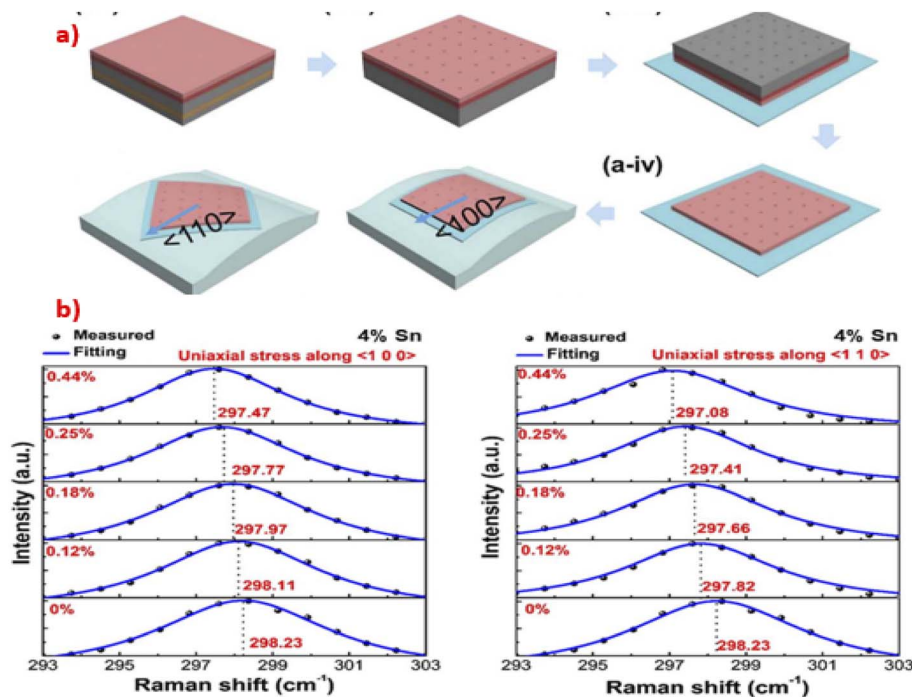 a)
(a-iv)
<110>
<100>
b)
Measured
4% Sn
Fitting
Uniaxial stress along <1 0 0>
0.44%
297.47
0.25%
297.77
0.18%
297.97
0.12%
298.11
0%
298.23
Intensity (a.u.)
293 295 297 299 301 303
Raman shift (cm⁻¹)
Measured
4% Sn
Fitting
Uniaxial stress along <1 1 0>
0.44%
297.08
0.25%
297.41
0.18%
297.66
0.12%
297.82
0%
298.23
Intensity (a.u.)
293 295 297 299 301 303
Raman shift (cm⁻¹)